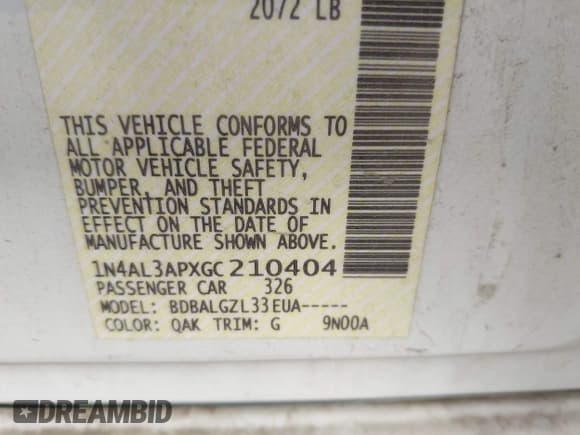 2072 LB
THIS VEHICLE CONFORMS TO
ALL APPLICABLE FEDERAL
MOTOR VEHICLE SAFETY,
BUMPER, AND THEFT
PREVENTION STANDARDS IN
EFFECT ON THE DATE OF
MANUFACTURE SHOWN ABOVE.
1N4AL3APXGC210404
PASSENGER CAR 326
MODEL: BDBALGZL33EUA-----
COLOR: QAK TRIM: G 9N00A
DREAMBID